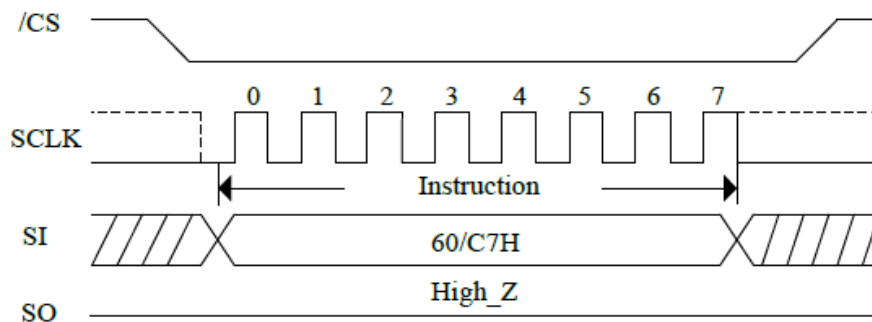 /CS
0 1 2 3 4 5 6 7
SCLK
Instruction
SI
60/C7H
High_Z
SO